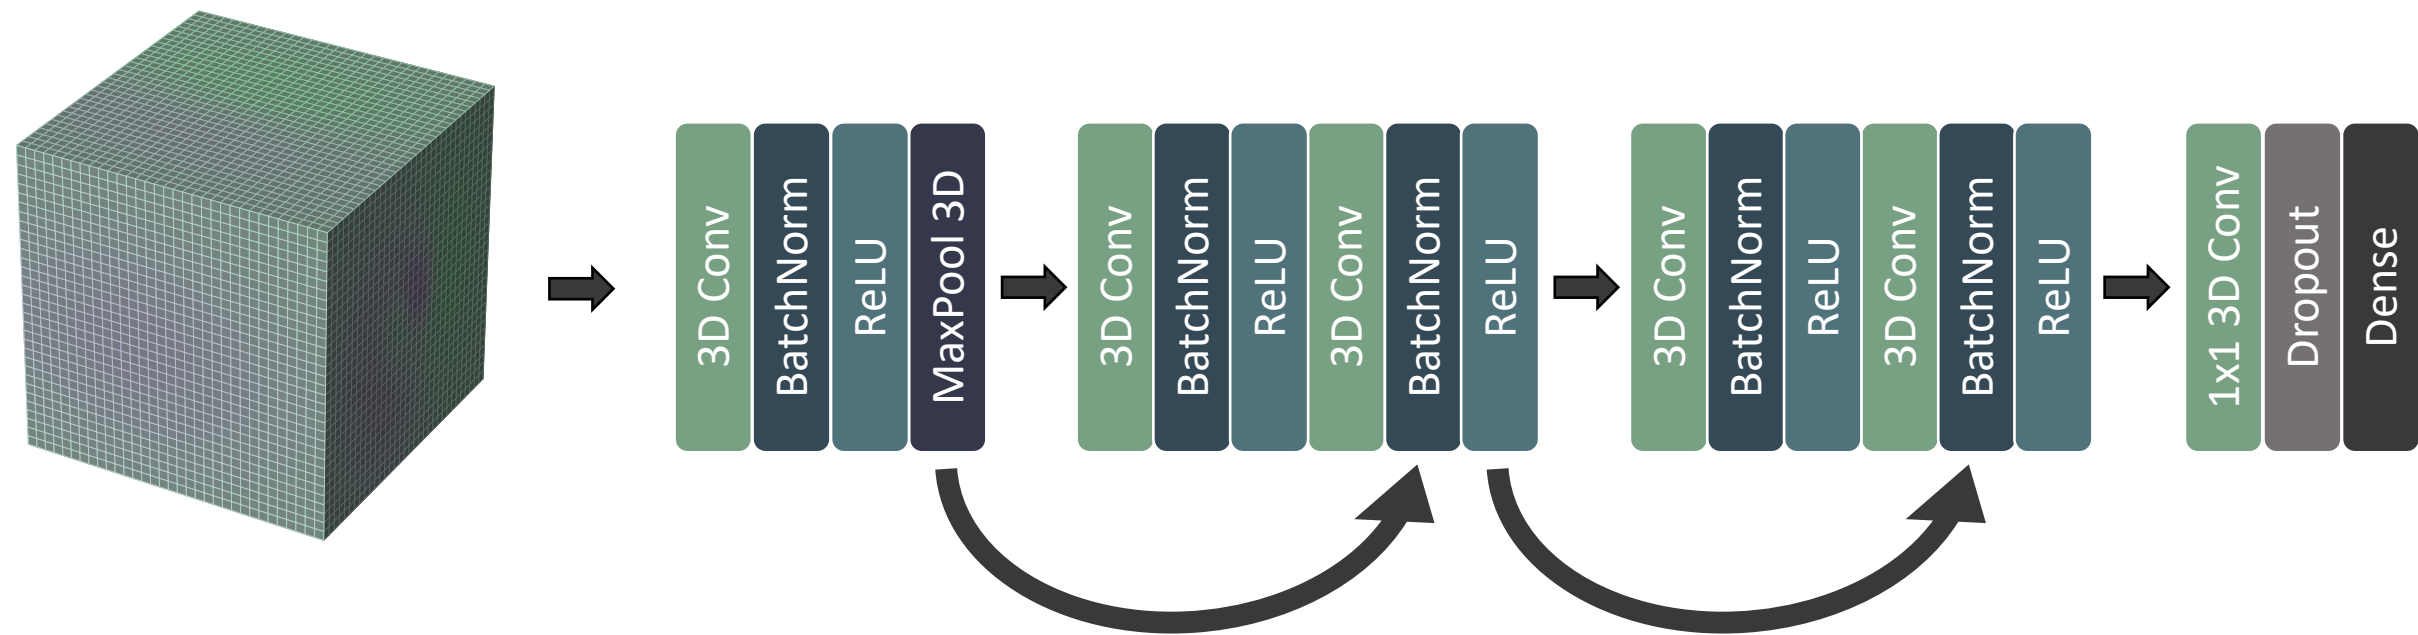 3D Conv
BatchNorm
ReLU
MaxPool 3D
3D Conv
BatchNorm
ReLU
3D Conv
BatchNorm
ReLU
3D Conv
BatchNorm
ReLU
3D Conv
BatchNorm
ReLU
1x1 3D Conv
Dropout
Dense